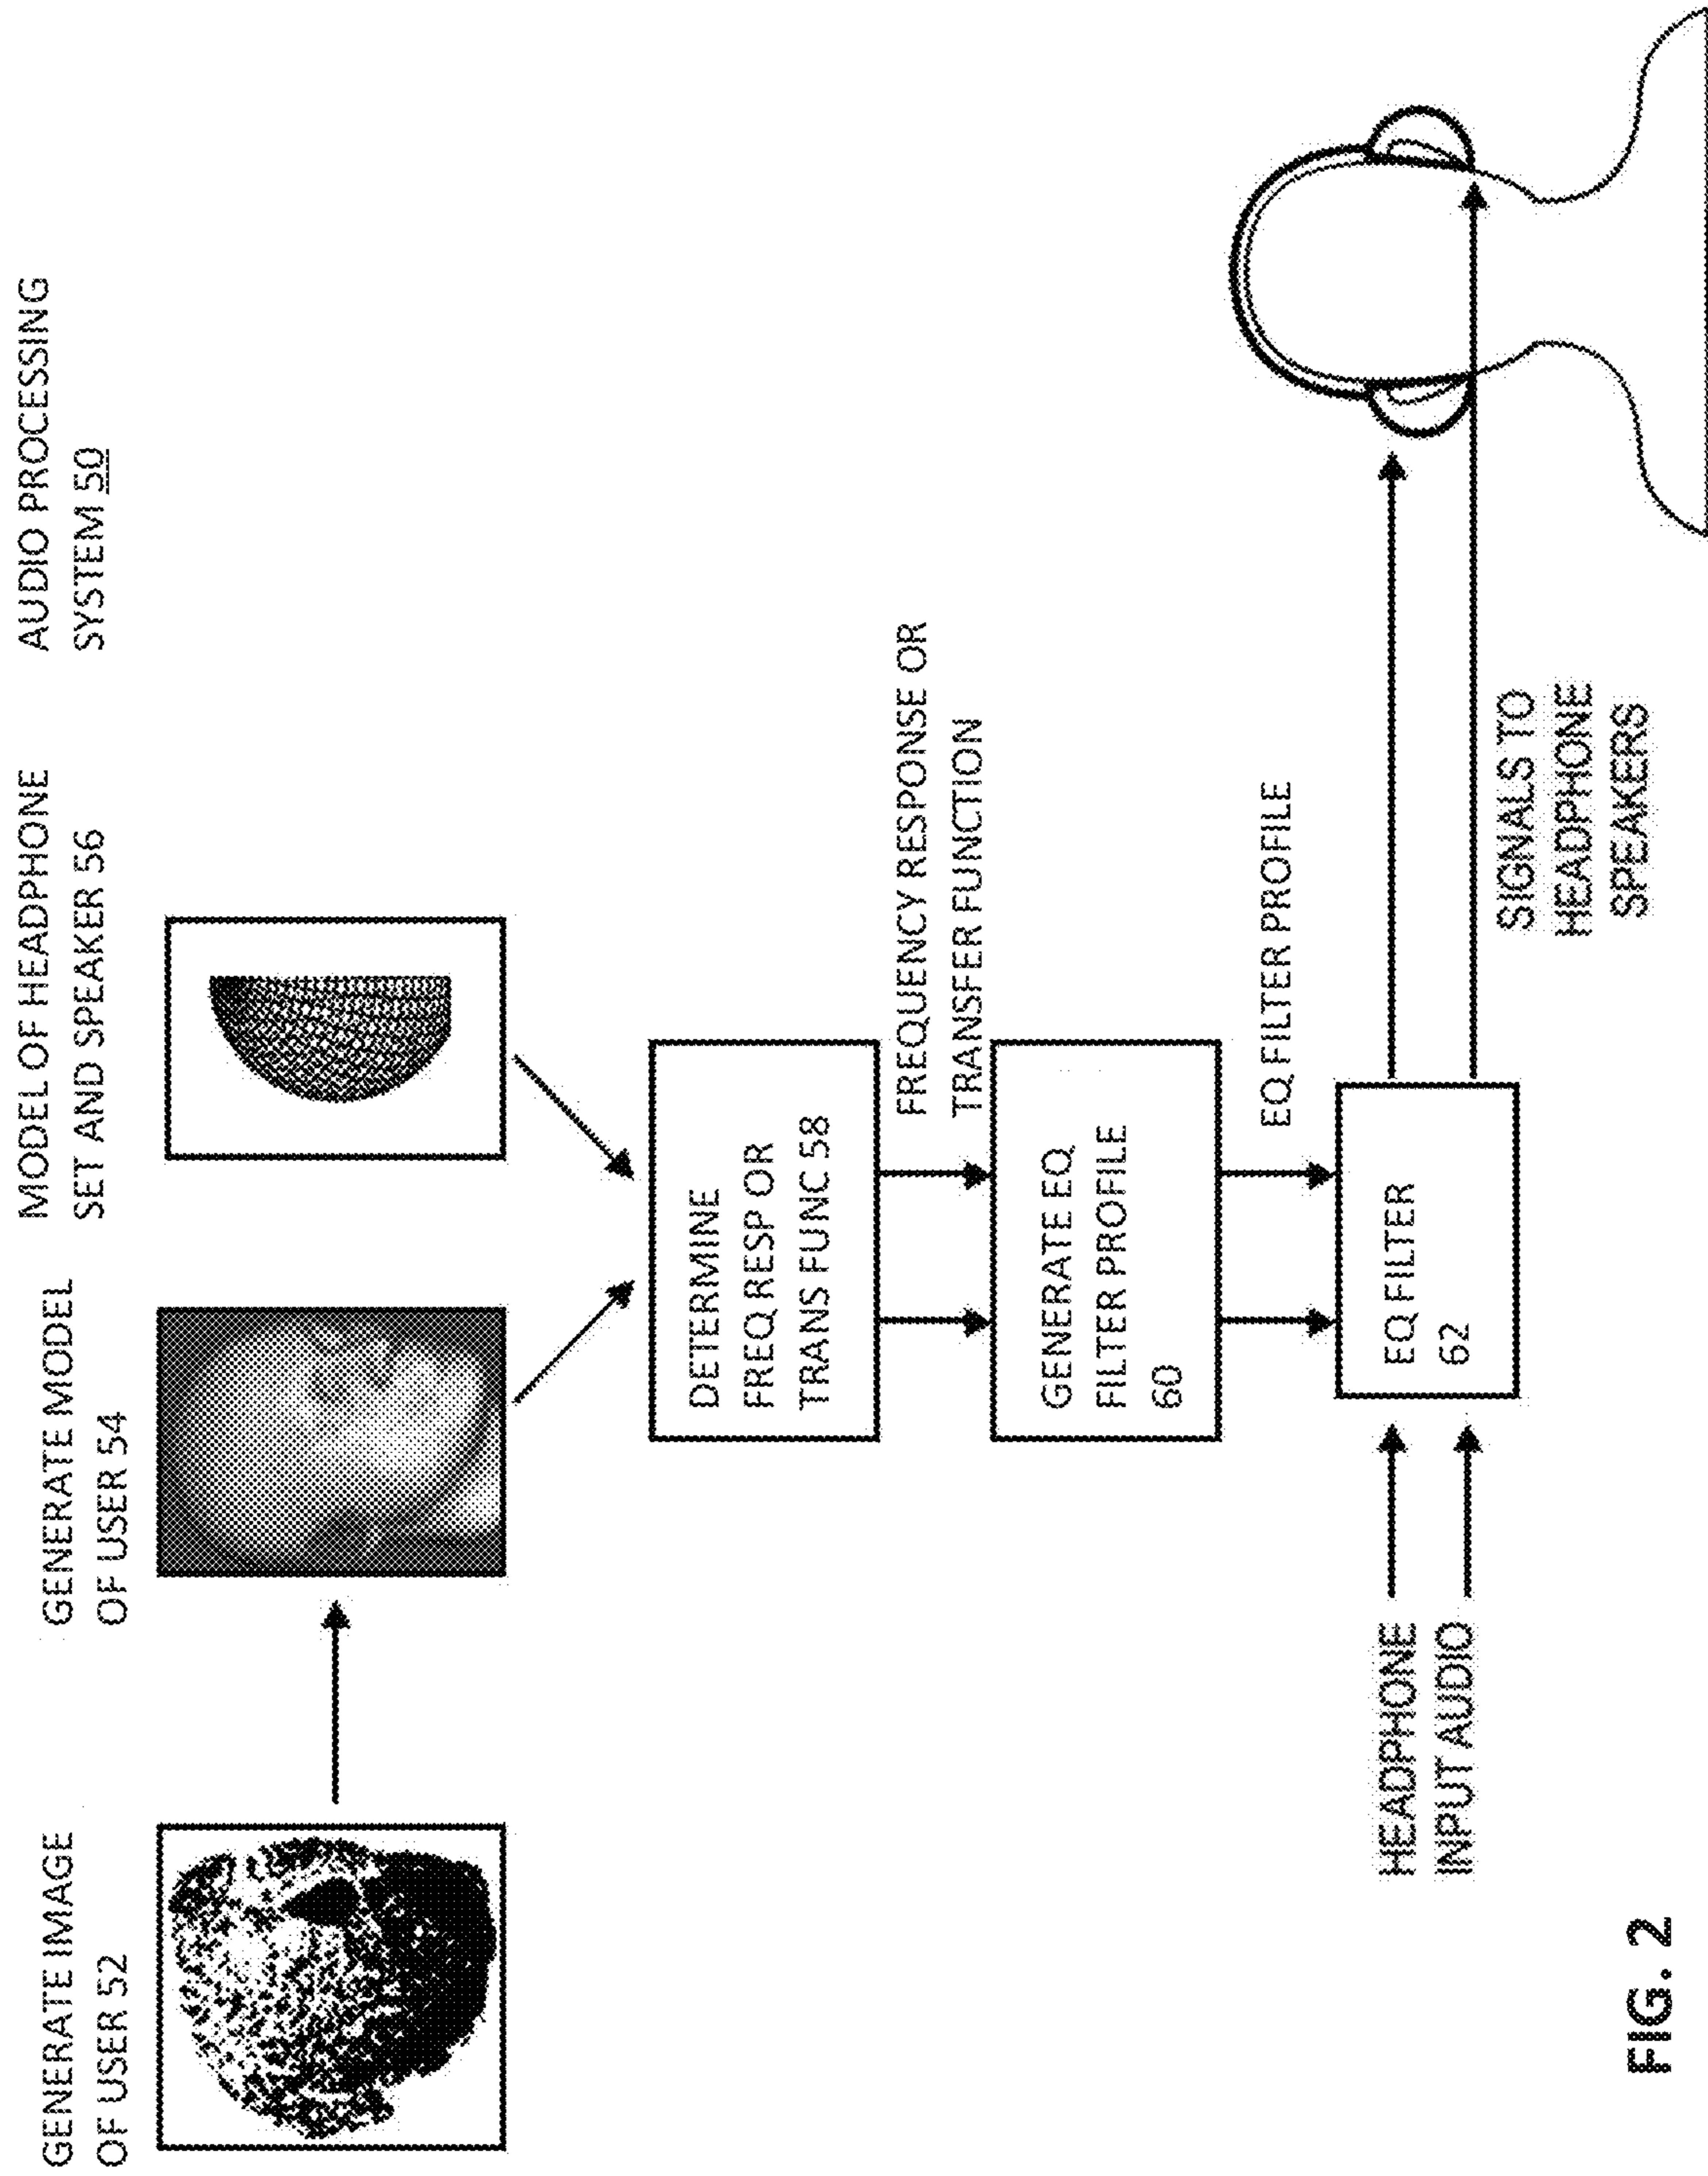 AUDIO PROCESSING
SYSTEM 50
GENERATE IMAGE
OF USER 52
GENERATE MODEL
OF USER 54
MODEL OF HEADPHONE
SET AND SPEAKER 56
DETERMINE
FREQ RESP OR
TRANS FUNC 58
FREQUENCY RESPONSE OR
TRANSFER FUNCTION
GENERATE EQ
FILTER PROFILE
60
EQ FILTER PROFILE
HEADPHONE
INPUT AUDIO
EQ FILTER
62
SIGNALS TO
HEADPHONE
SPEAKERS
FIG. 2